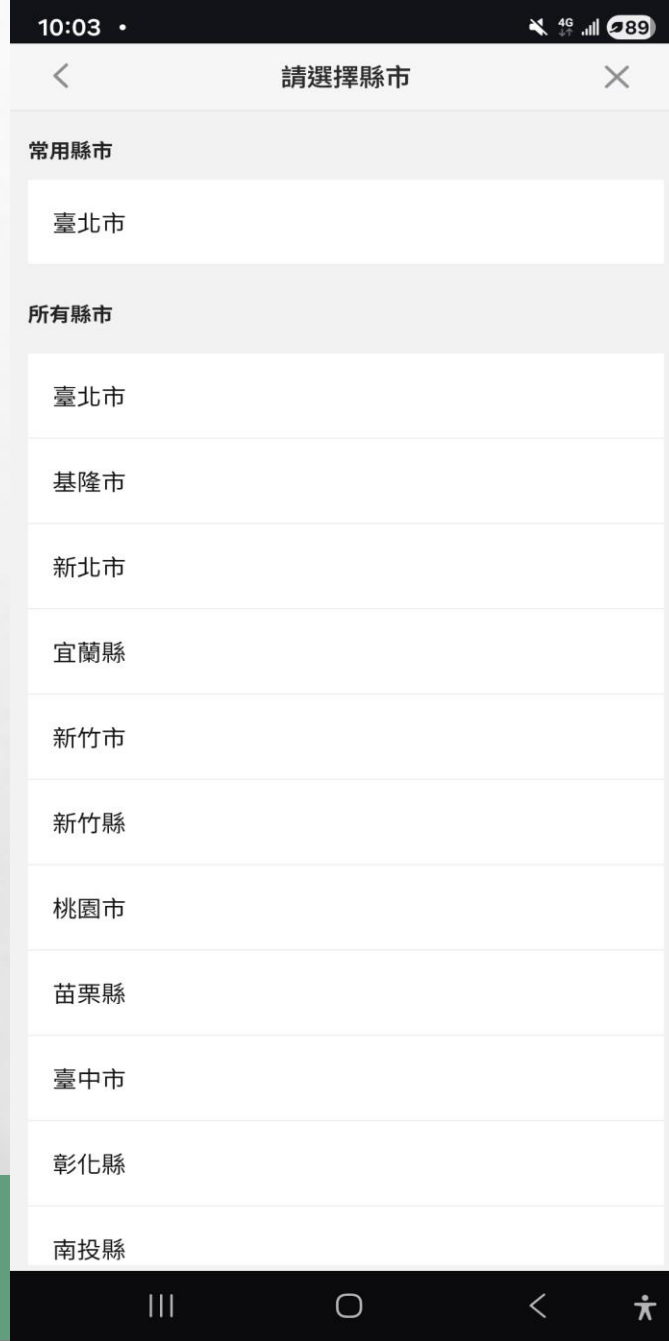 10:03
4G
89
請選擇縣市
常用縣市
臺北市
所有縣市
臺北市
基隆市
新北市
宜蘭縣
新竹市
新竹縣
桃園市
苗栗縣
臺中市
彰化縣
南投縣